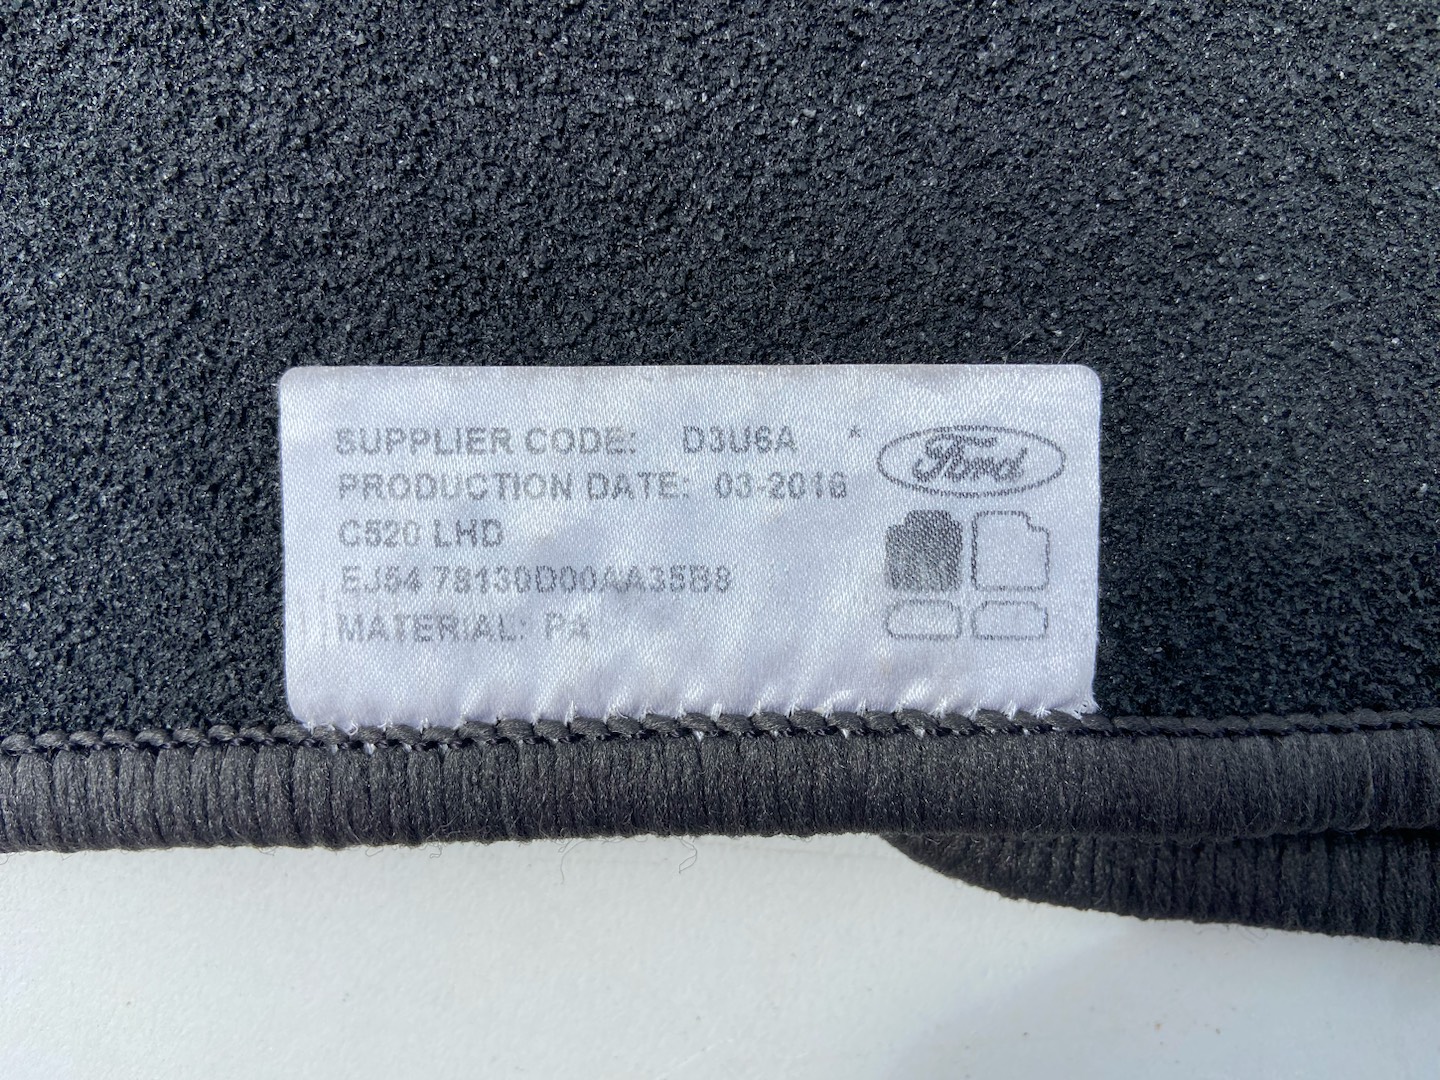 SUPPLIER CODE: D3U6A *
Ford
PRODUCTION DATE: 03-2016
C520 LHD
EJ54 78130D00AA35B8
MATERIAL: PA